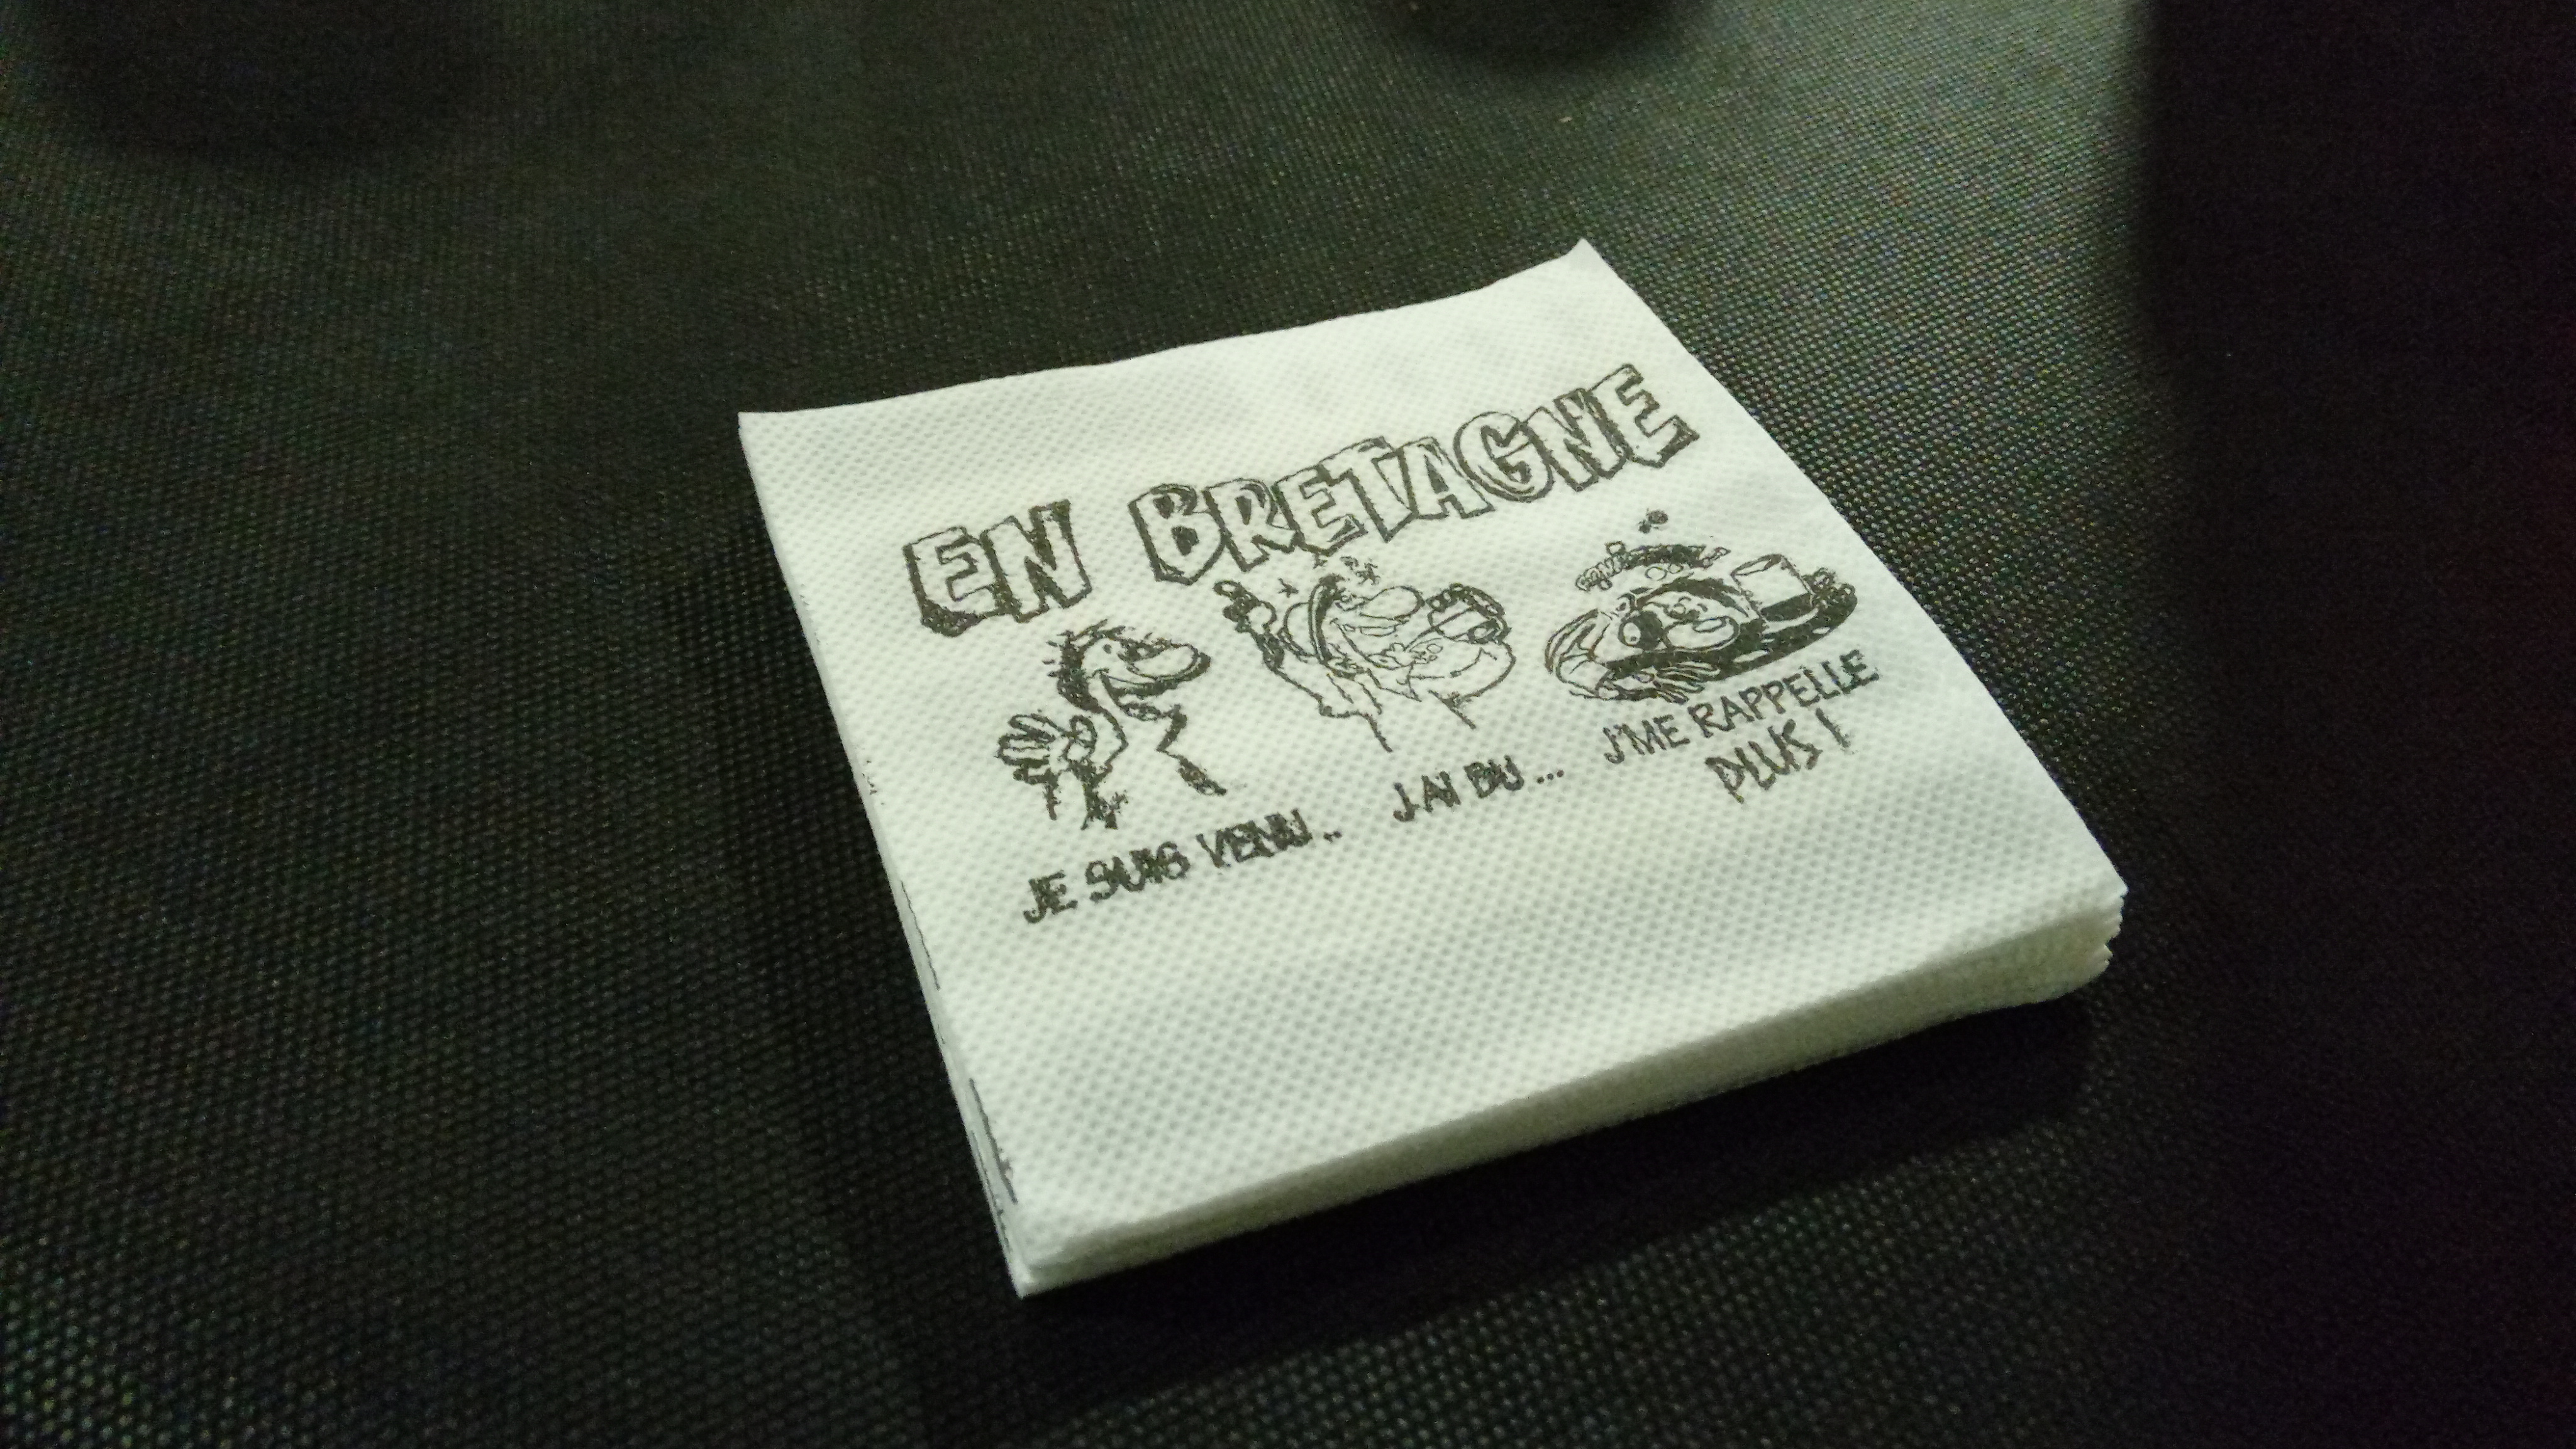 EN BRETAGNE
JE SUIS VENU..
J'AI BU...
J'ME RAPPELLE
PLUS !